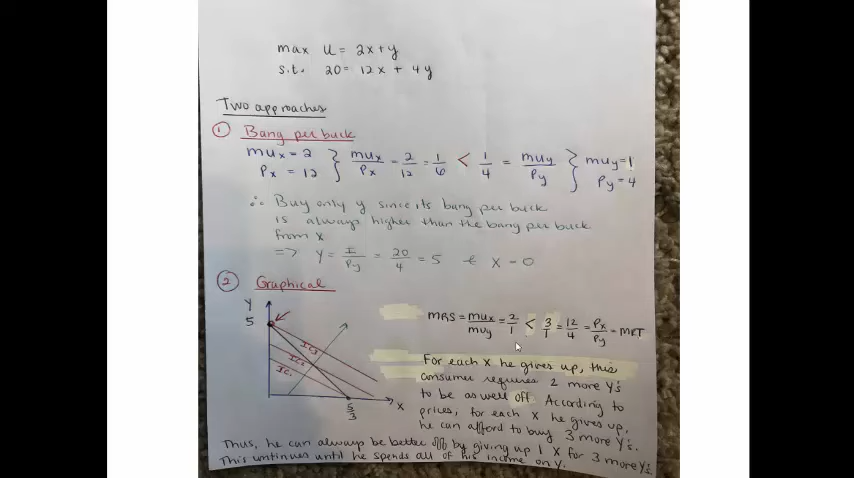 max U = 2x+y
s.t. 20 = 12x + 4y
Two approaches
① Bang per buck
mux = 2
Px = 12 } mux/Px = 2/12 = 1/6 < 1/4 = muy/Py } muy=1
Py=4
∴ Buy only y since its bang per buck
is always higher than the bang per buck
from x
=> y = I/Py = 20/4 = 5 & x = 0
② Graphical
Y
5
IC3
IC2
IC1
5/3
X
MRS = mux/muy = 2/1 < 3/1 = 12/4 = Px/Py = MRT
For each x he gives up, this
consumer requires 2 more Y's
to be as well off. According to
prices, for each x he gives up,
he can afford to buy 3 more Y's.
Thus, he can always be better off by giving up 1 X for 3 more Y's.
This continues until he spends all of his income on Y.